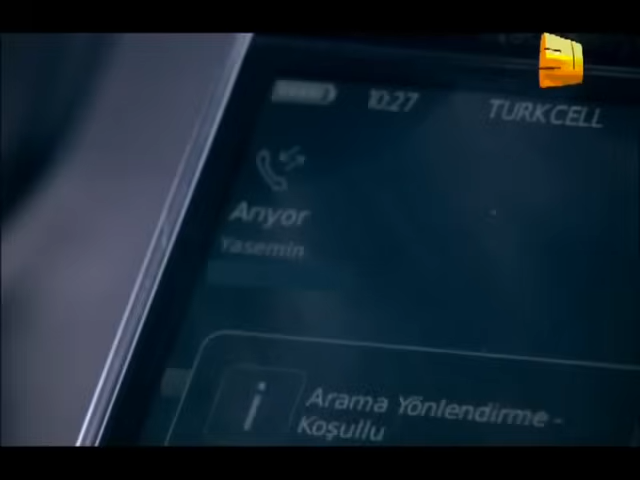 10:27 TURKCELL
Arıyor
Yasemin
Arama Yönlendirme -
Koşullu